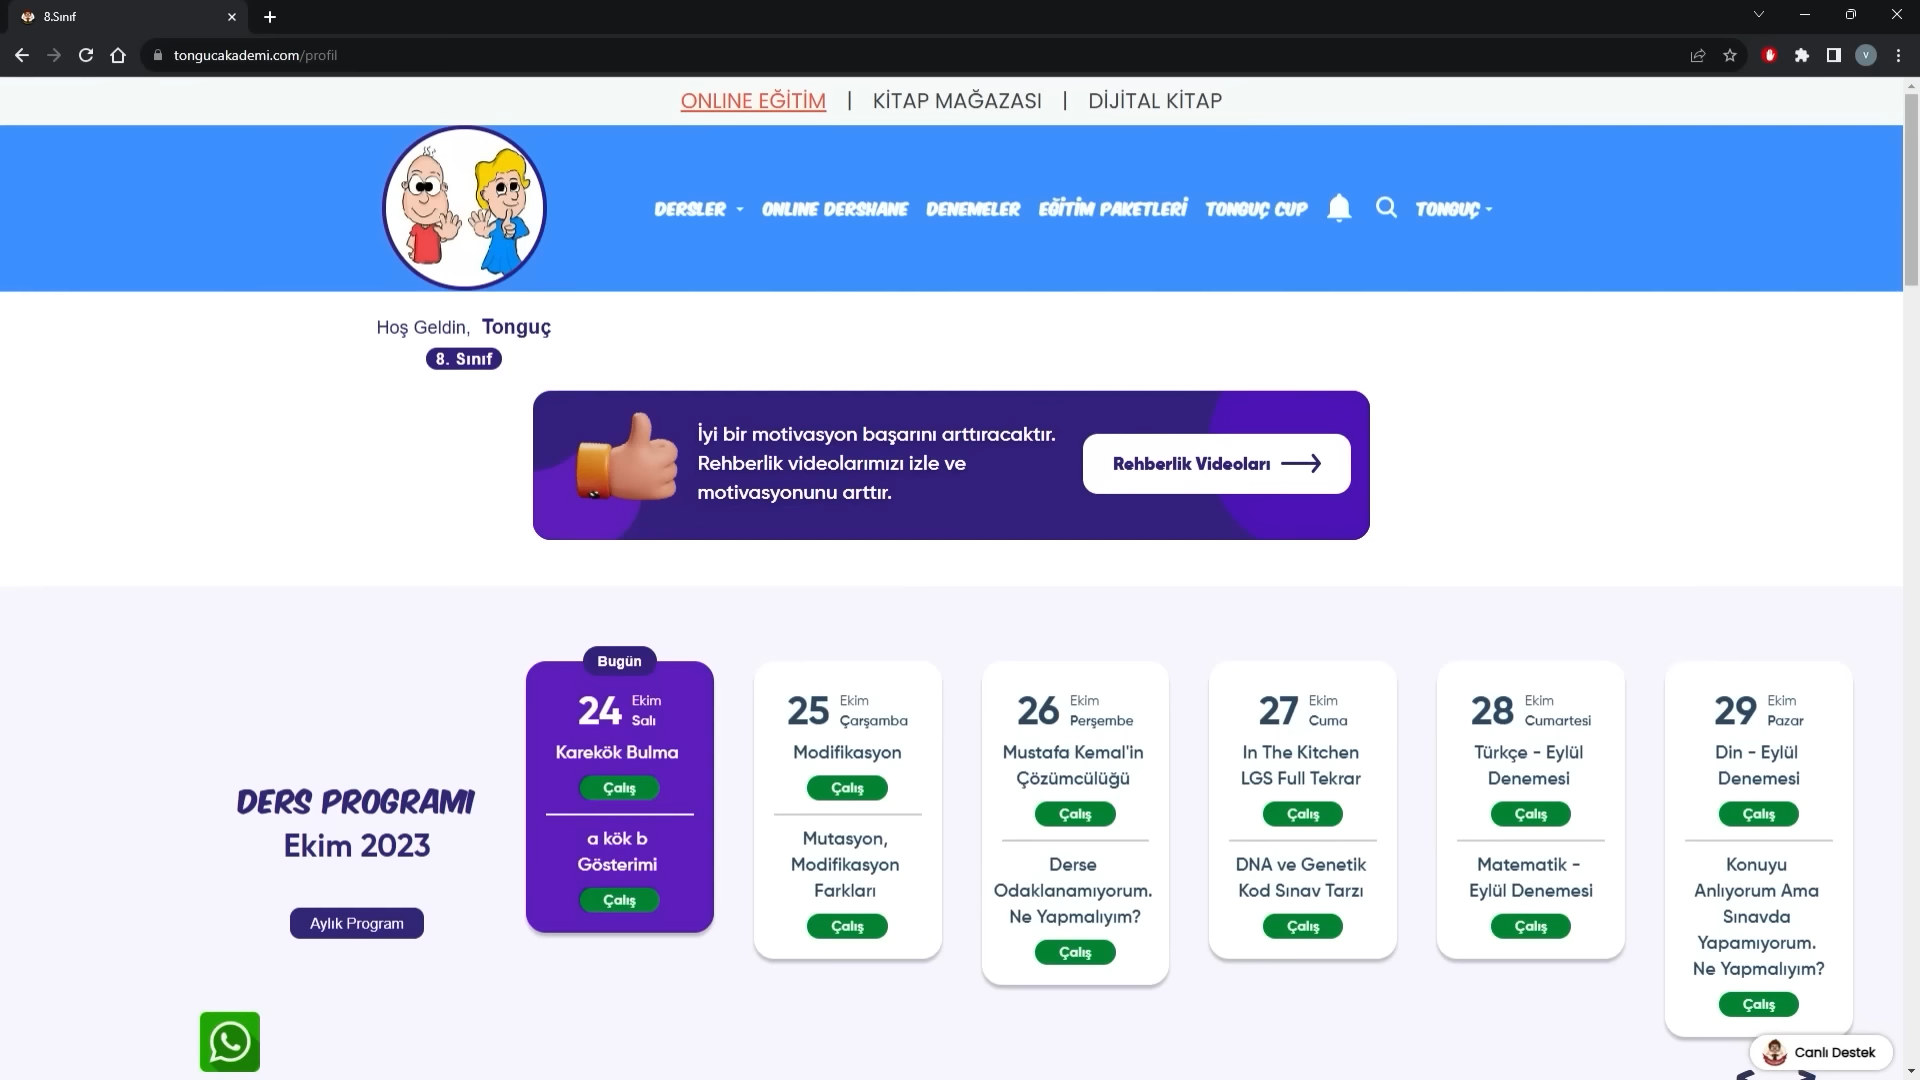 8.Sınıf
tongucakademi.com/profil
V
ONLINE EĞİTİM | KİTAP MAĞAZASI | DİJİTAL KİTAP
DERSLER ONLINE DERSHANE DENEMELER EĞİTİM PAKETLERİ TONGUÇ CUP TONGUÇ
Hoş Geldin, Tonguç
8. Sınıf
İyi bir motivasyon başarını arttıracaktır.
Rehberlik videolarımızı izle ve
motivasyonunu arttır.
Rehberlik Videoları
DERS PROGRAMI
Ekim 2023
Aylık Program
Bugün
24 Ekim
Salı
Karekök Bulma
Çalış
a kök b
Gösterimi
Çalış
25 Ekim
Çarşamba
Modifikasyon
Çalış
Mutasyon,
Modifikasyon
Farkları
Çalış
26 Ekim
Perşembe
Mustafa Kemal'in
Çözümcülüğü
Çalış
Derse
Odaklanamıyorum.
Ne Yapmalıyım?
Çalış
27 Ekim
Cuma
In The Kitchen
LGS Full Tekrar
Çalış
DNA ve Genetik
Kod Sınav Tarzı
Çalış
28 Ekim
Cumartesi
Türkçe - Eylül
Denemesi
Çalış
Matematik -
Eylül Denemesi
Çalış
29 Ekim
Pazar
Din - Eylül
Denemesi
Çalış
Konuyu
Anlıyorum Ama
Sınavda
Yapamıyorum.
Ne Yapmalıyım?
Çalış
Canlı Destek